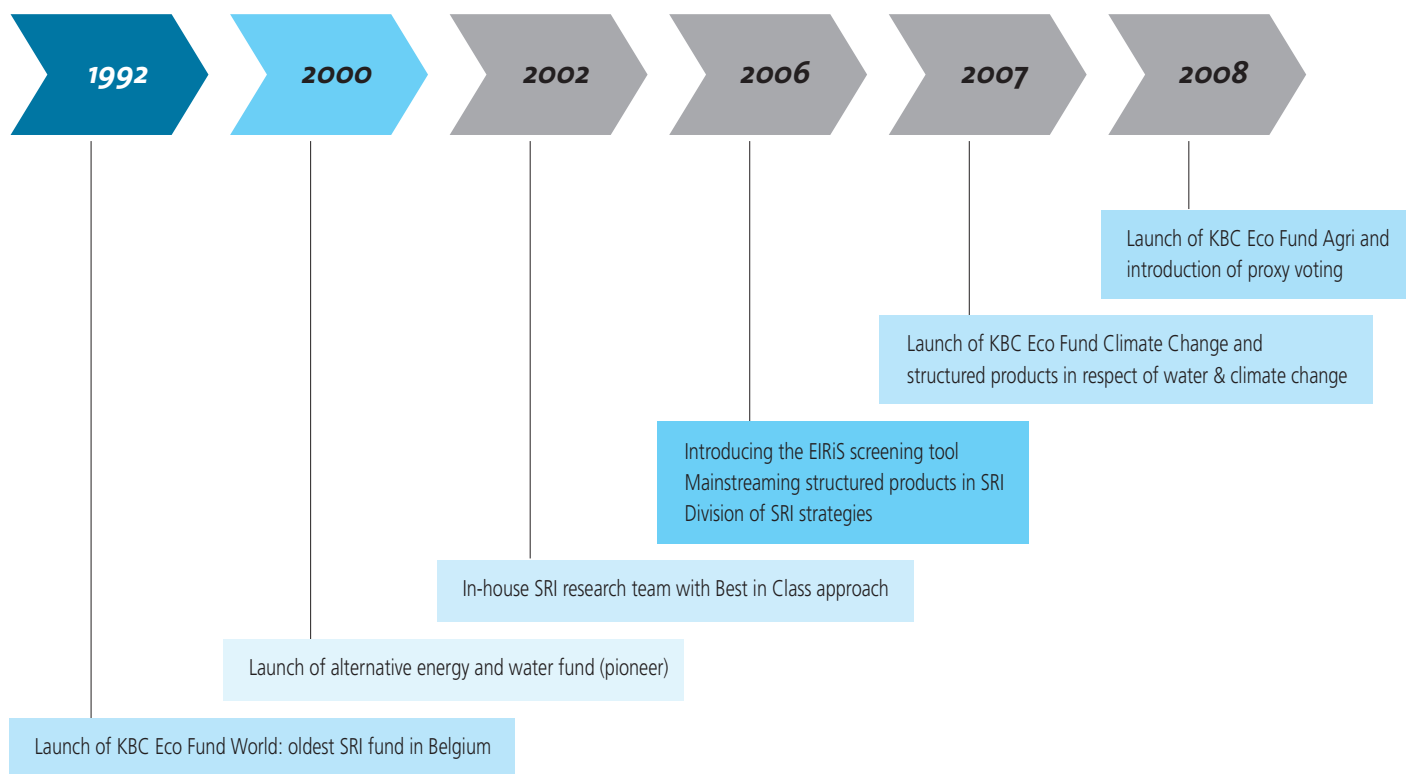 1992
2000
2002
2006
2007
2008
Launch of KBC Eco Fund Agri and
introduction of proxy voting
Launch of KBC Eco Fund Climate Change and
structured products in respect of water & climate change
Introducing the EIRiS screening tool
Mainstreaming structured products in SRI
Division of SRI strategies
In-house SRI research team with Best in Class approach
Launch of alternative energy and water fund (pioneer)
Launch of KBC Eco Fund World: oldest SRI fund in Belgium